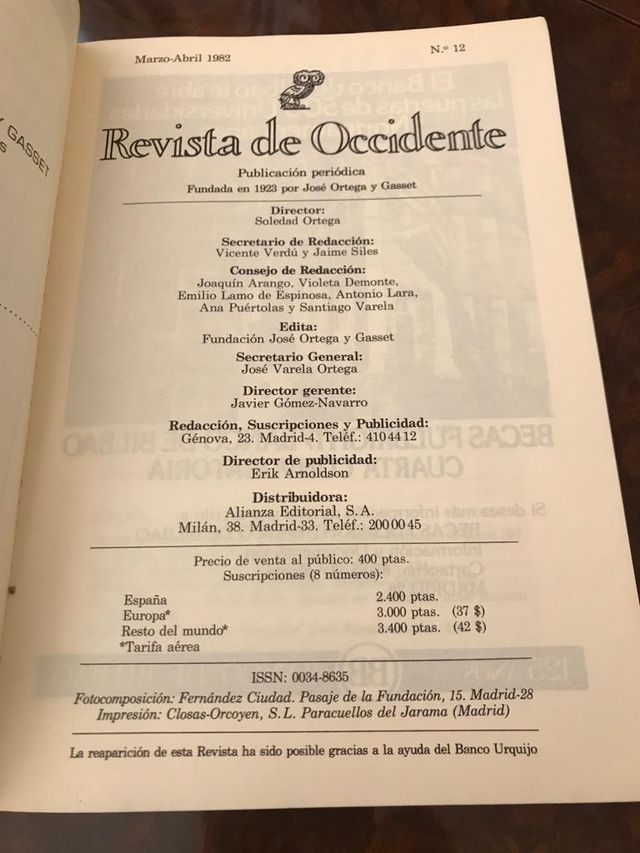 Y GASSET
Marzo-Abril 1982
N.º 12
Revista de Occidente
Publicación periódica
Fundada en 1923 por José Ortega y Gasset
Director:
Soledad Ortega
Secretario de Redacción:
Vicente Verdú y Jaime Siles
Consejo de Redacción:
Joaquín Arango, Violeta Demonte,
Emilio Lamo de Espinosa, Antonio Lara,
Ana Puértolas y Santiago Varela
Edita:
Fundación José Ortega y Gasset
Secretario General:
José Varela Ortega
Director gerente:
Javier Gómez-Navarro
Redacción, Suscripciones y Publicidad:
Génova, 23. Madrid-4. Teléf.: 410 44 12
Director de publicidad:
Erik Arnoldson
Distribuidora:
Alianza Editorial, S. A.
Milán, 38. Madrid-33. Teléf.: 200 00 45
Precio de venta al público: 400 ptas.
Suscripciones (8 números):
España 2.400 ptas.
Europa* 3.000 ptas. (37 $)
Resto del mundo* 3.400 ptas. (42 $)
*Tarifa aérea
ISSN: 0034-8635
Fotocomposición: Fernández Ciudad. Pasaje de la Fundación, 15. Madrid-28
Impresión: Closas-Orcoyen, S. L. Paracuellos del Jarama (Madrid)
La reaparición de esta Revista ha sido posible gracias a la ayuda del Banco Urquijo